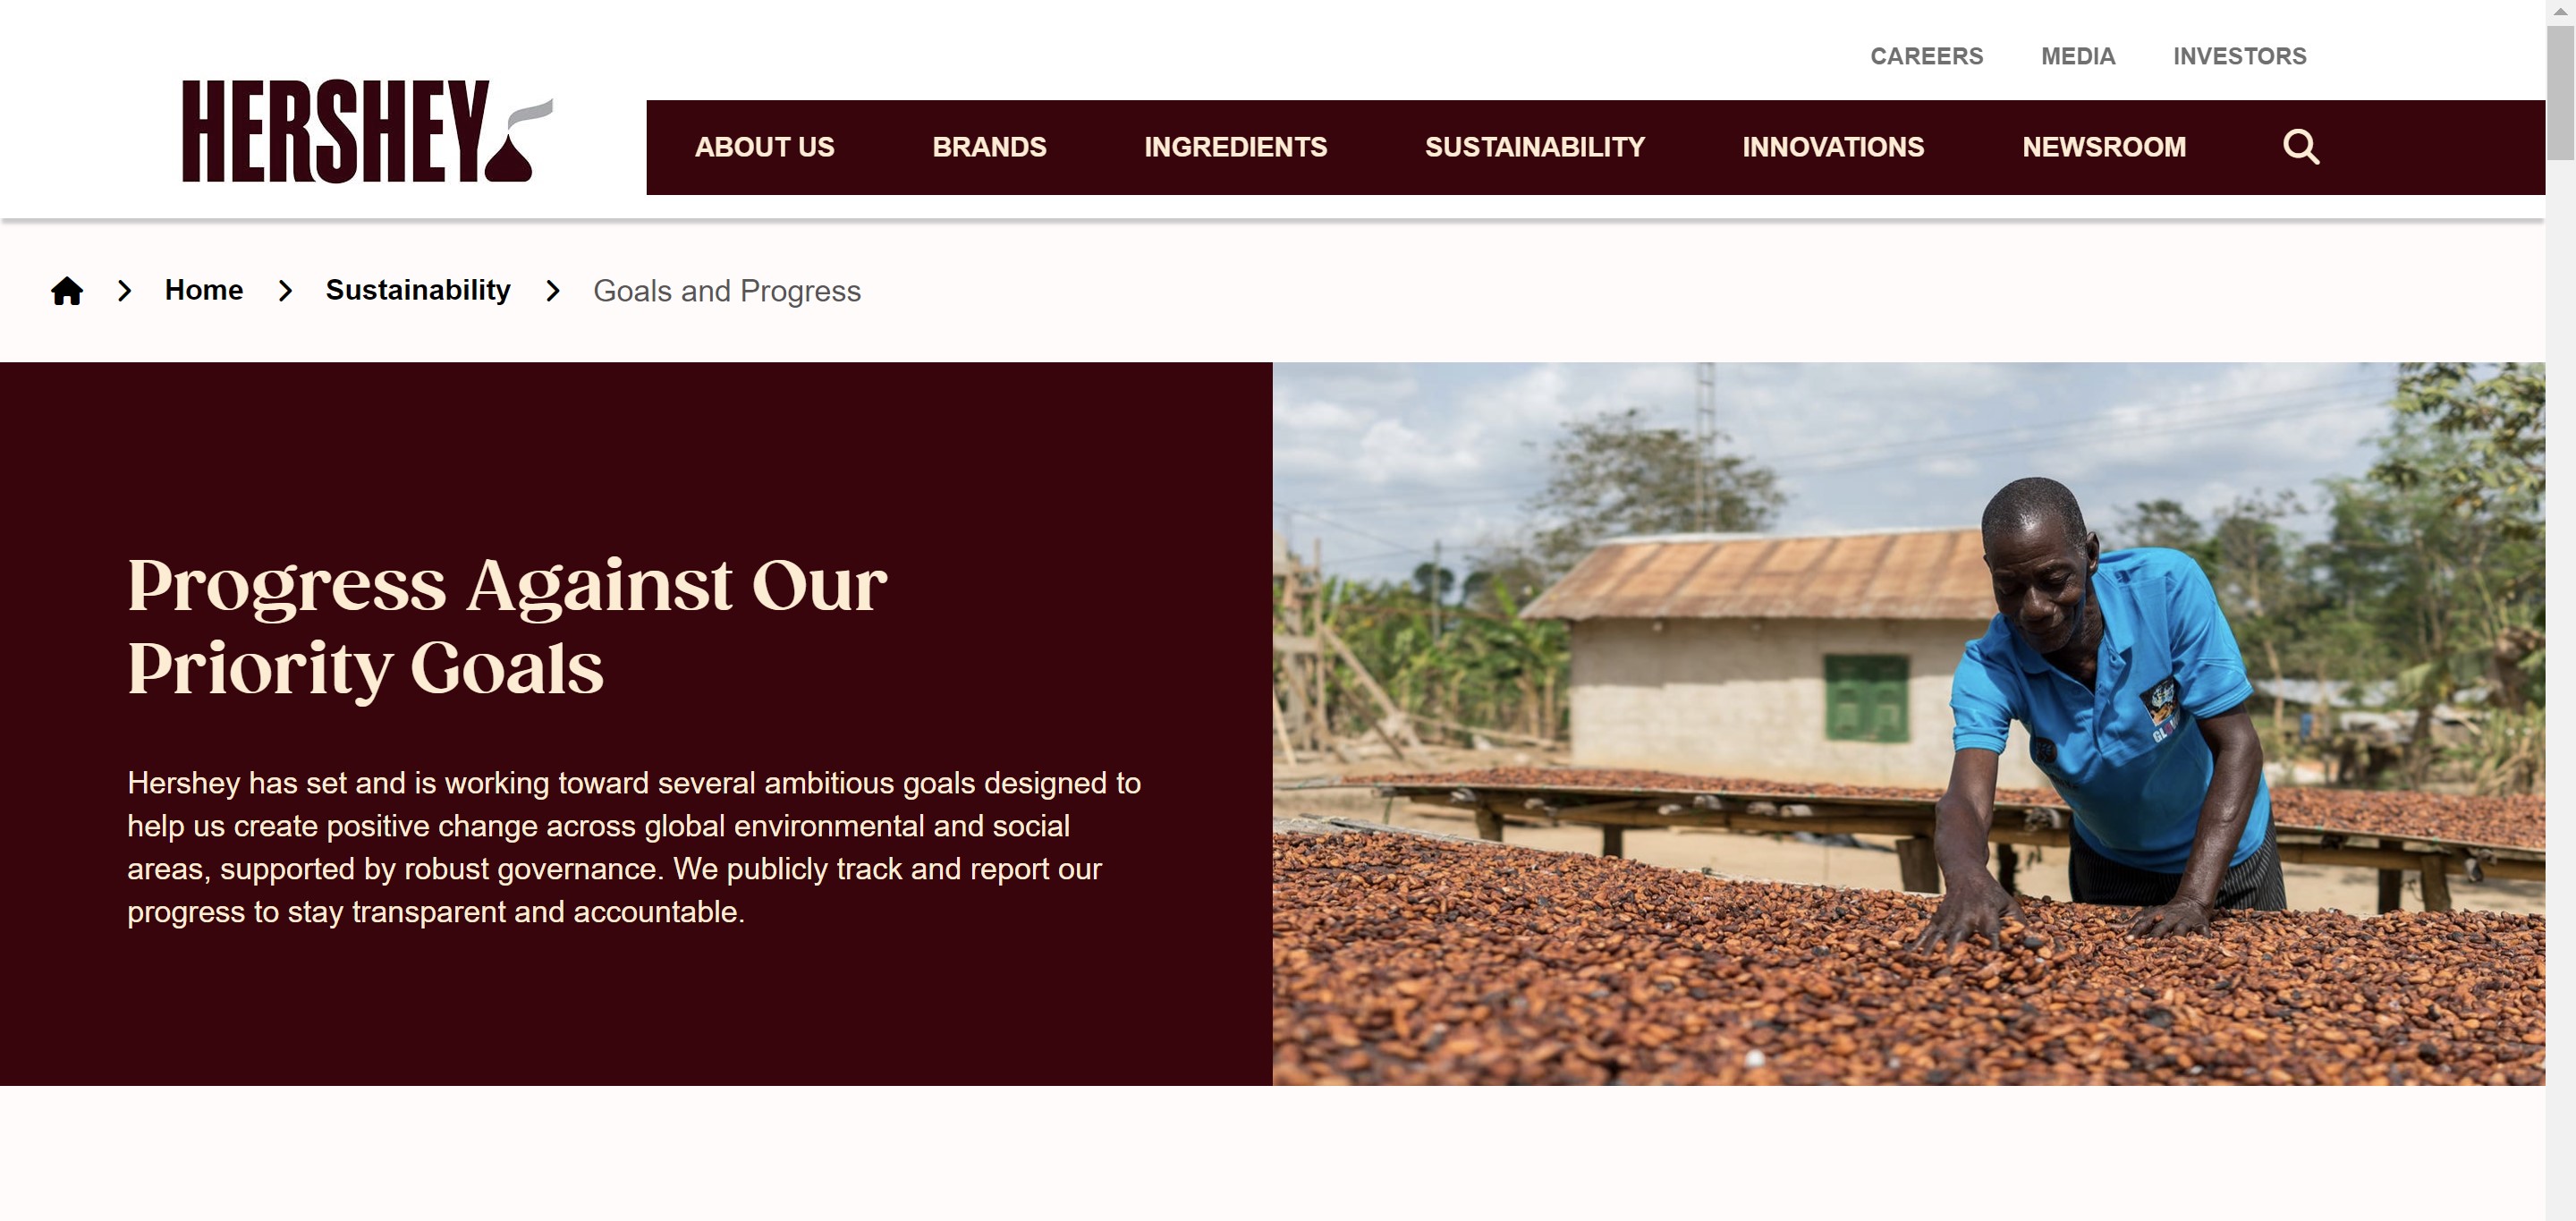 CAREERS MEDIA INVESTORS
HERSHEY
ABOUT US BRANDS INGREDIENTS SUSTAINABILITY INNOVATIONS NEWSROOM
Home Sustainability Goals and Progress
Progress Against Our
Priority Goals
Hershey has set and is working toward several ambitious goals designed to
help us create positive change across global environmental and social
areas, supported by robust governance. We publicly track and report our
progress to stay transparent and accountable.